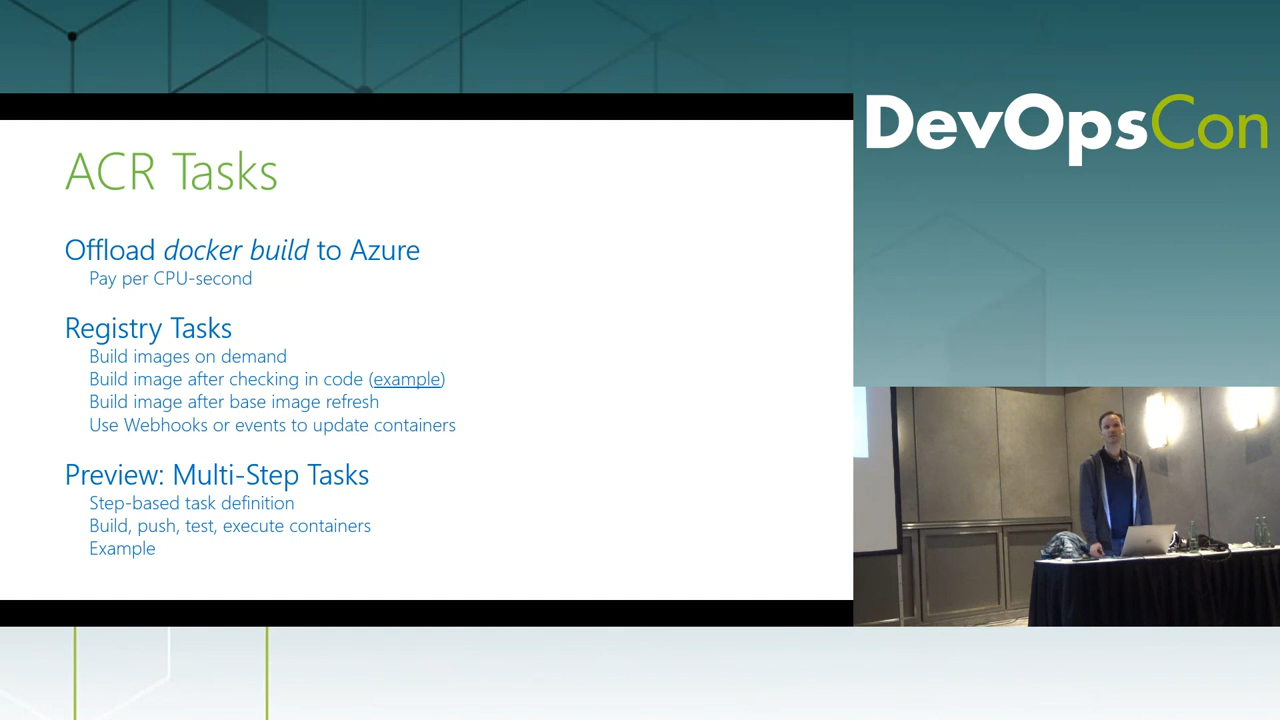 DevOpsCon
ACR Tasks
Offload docker build to Azure
Pay per CPU-second
Registry Tasks
Build images on demand
Build image after checking in code (example)
Build image after base image refresh
Use Webhooks or events to update containers
Preview: Multi-Step Tasks
Step-based task definition
Build, push, test, execute containers
Example